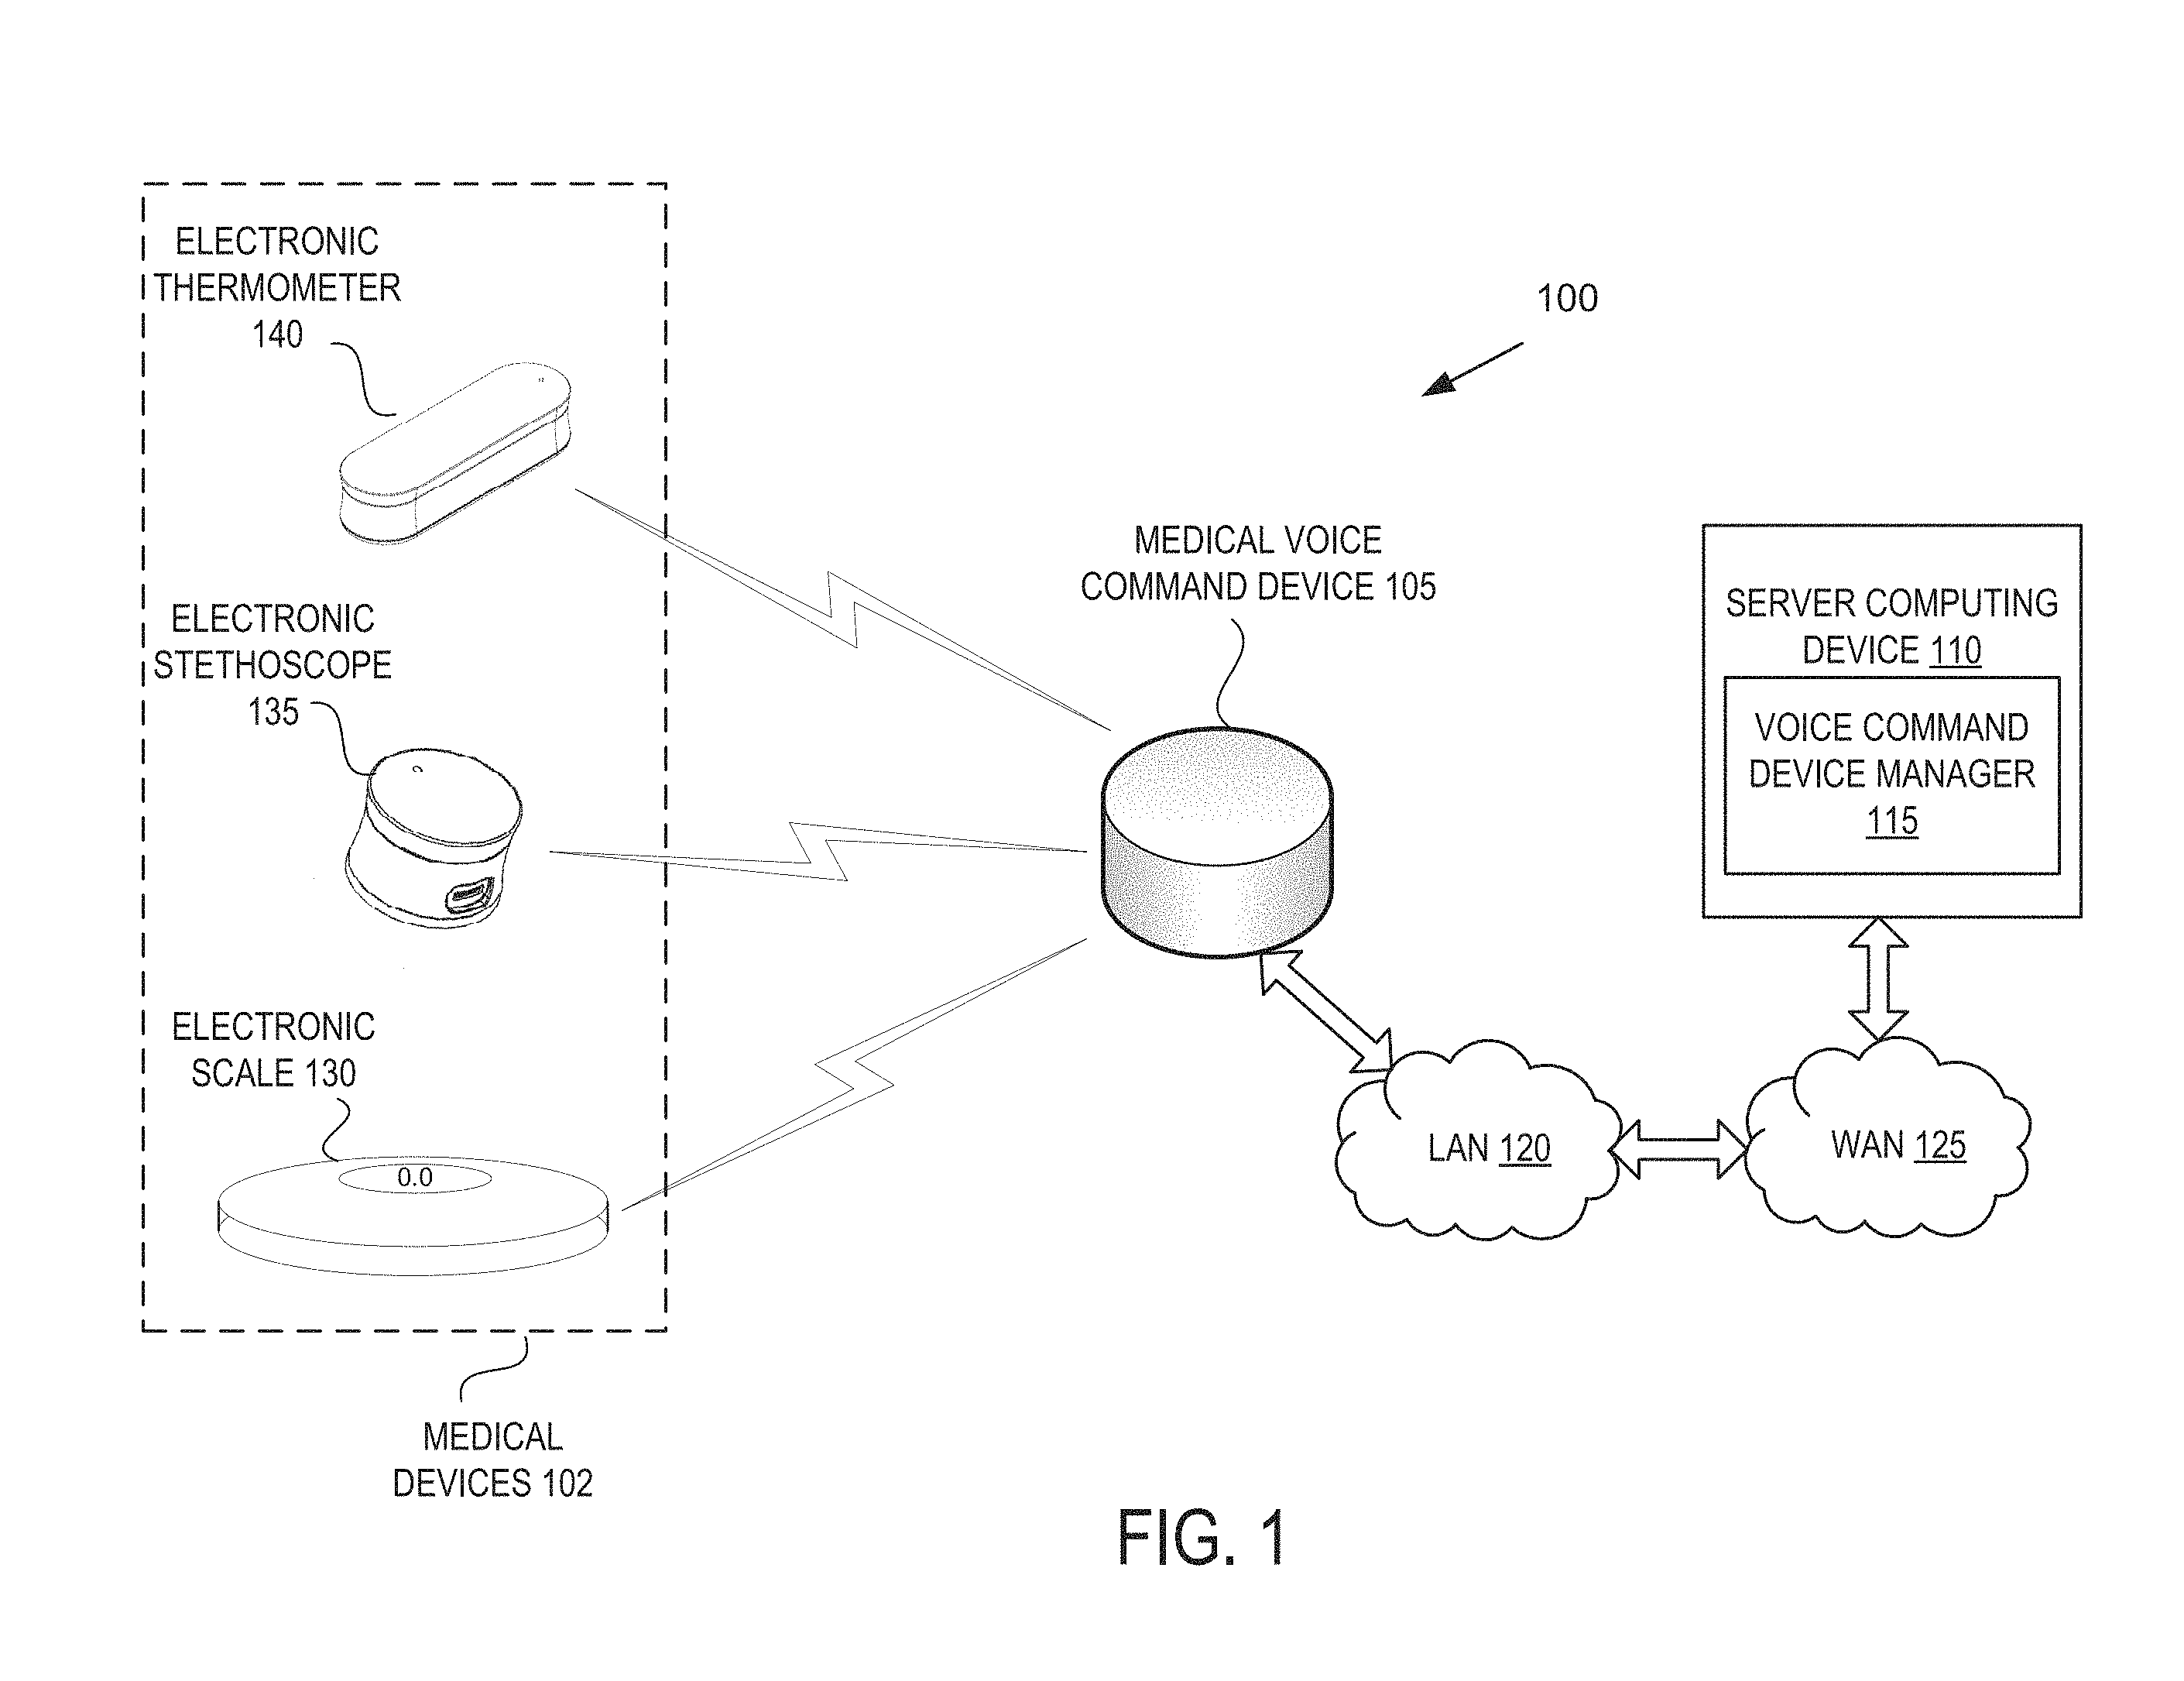 ELECTRONIC
THERMOMETER
140
100
MEDICAL VOICE
COMMAND DEVICE 105
SERVER COMPUTING
DEVICE 110
VOICE COMMAND
DEVICE MANAGER
115
ELECTRONIC
STETHOSCOPE
135
ELECTRONIC
SCALE 130
0.0
LAN 120
WAN 125
MEDICAL
DEVICES 102
FIG. 1